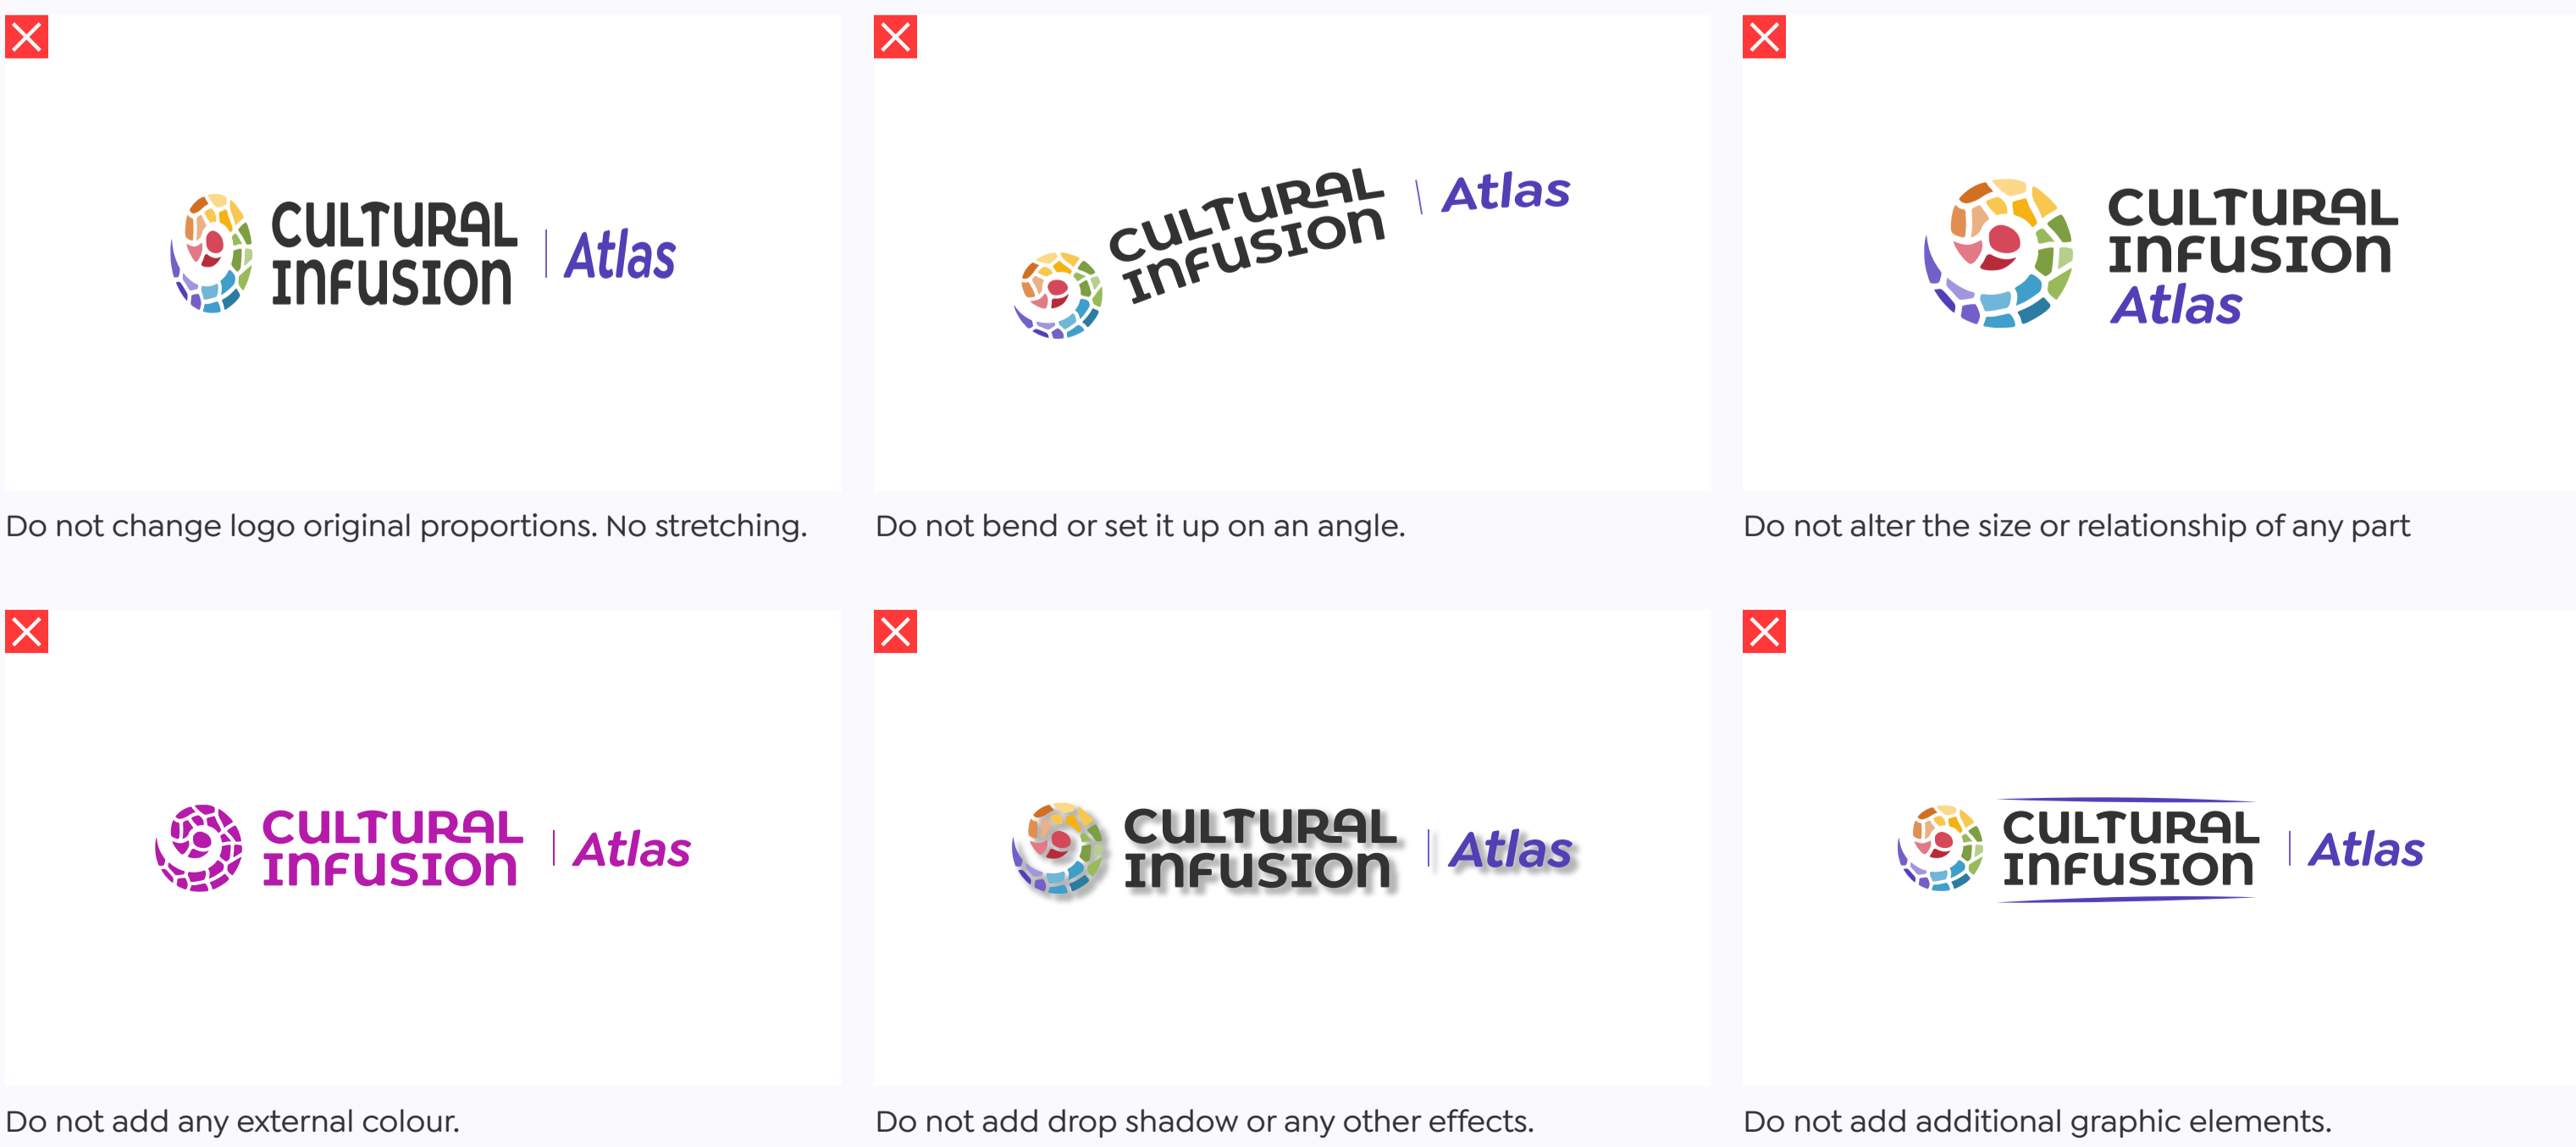 CULTURAL
INFUSION
Atlas
Do not change logo original proportions. No stretching.
CULTURAL
INFUSION
Atlas
Do not bend or set it up on an angle.
CULTURAL
INFUSION
Atlas
Do not alter the size or relationship of any part
CULTURAL
INFUSION
Atlas
Do not add any external colour.
CULTURAL
INFUSION
Atlas
Do not add drop shadow or any other effects.
CULTURAL
INFUSION
Atlas
Do not add additional graphic elements.